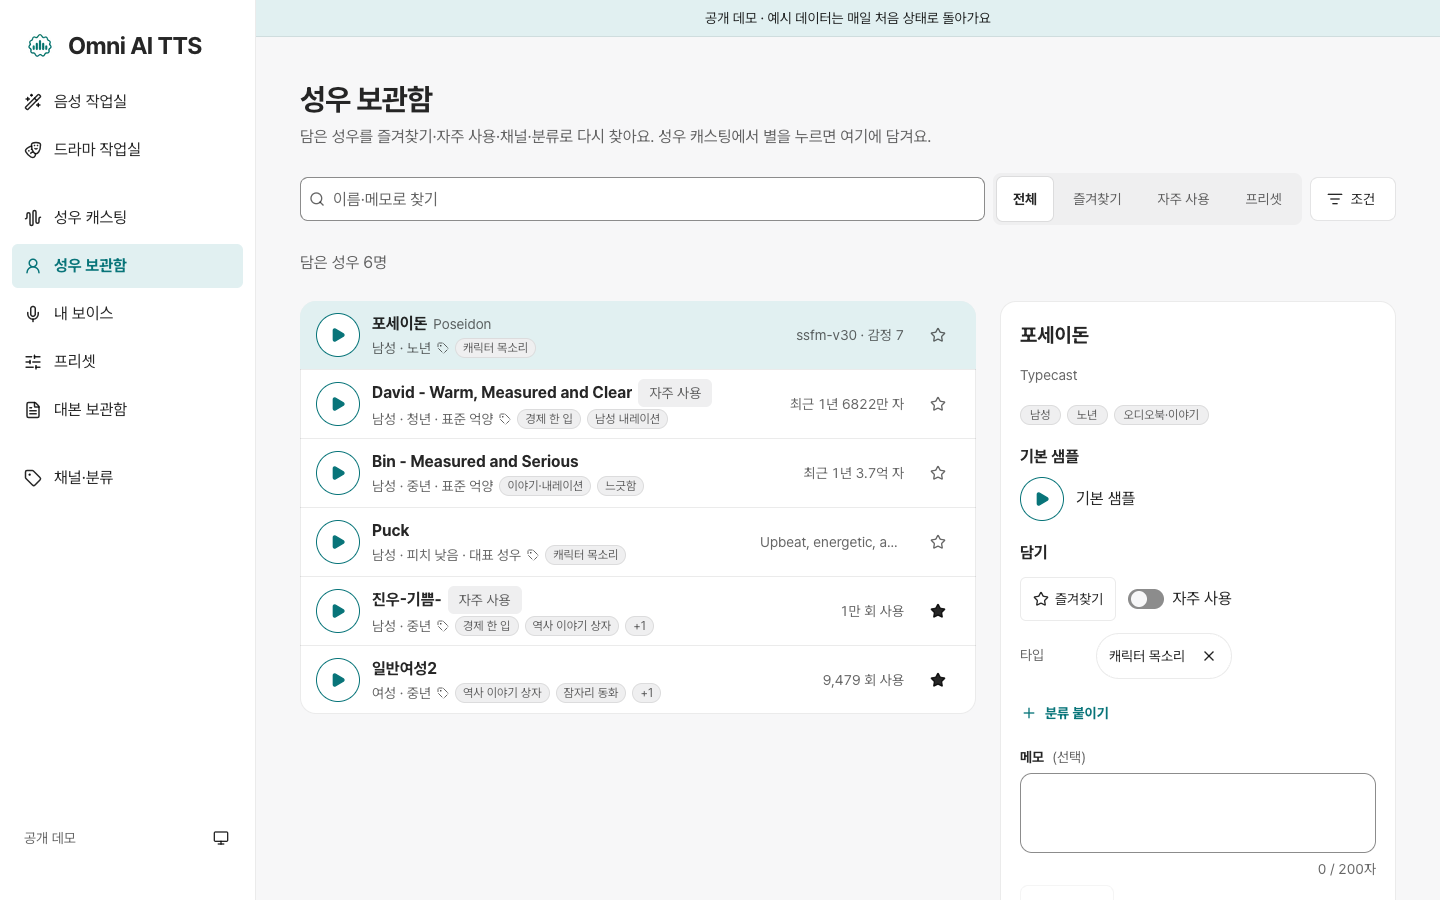 공개 데모 · 예시 데이터는 매일 처음 상태로 돌아가요
Omni AI TTS
음성 작업실
드라마 작업실
성우 캐스팅
성우 보관함
내 보이스
프리셋
대본 보관함
채널·분류
공개 데모
성우 보관함
담은 성우를 즐겨찾기·자주 사용·채널·분류로 다시 찾아요. 성우 캐스팅에서 별을 누르면 여기에 담겨요.
이름·메모로 찾기
전체 즐겨찾기 자주 사용 프리셋 조건
담은 성우 6명
포세이돈 Poseidon
남성 · 노년 캐릭터 목소리
ssfm-v30 · 감정 7
David - Warm, Measured and Clear 자주 사용
남성 · 청년 · 표준 억양 경제 한 입 남성 내레이션
최근 1년 6822만 자
Bin - Measured and Serious
남성 · 중년 · 표준 억양 이야기·내레이션 느긋함
최근 1년 3.7억 자
Puck
남성 · 피치 낮음 · 대표 성우 캐릭터 목소리
Upbeat, energetic, a...
진우-기쁨- 자주 사용
남성 · 중년 경제 한 입 역사 이야기 상자 +1
1만 회 사용
일반여성2
여성 · 중년 역사 이야기 상자 잠자리 동화 +1
9,479 회 사용
포세이돈
Typecast
남성 노년 오디오북·이야기
기본 샘플
기본 샘플
담기
즐겨찾기 자주 사용
타입 캐릭터 목소리
분류 붙이기
메모 (선택)
0 / 200자